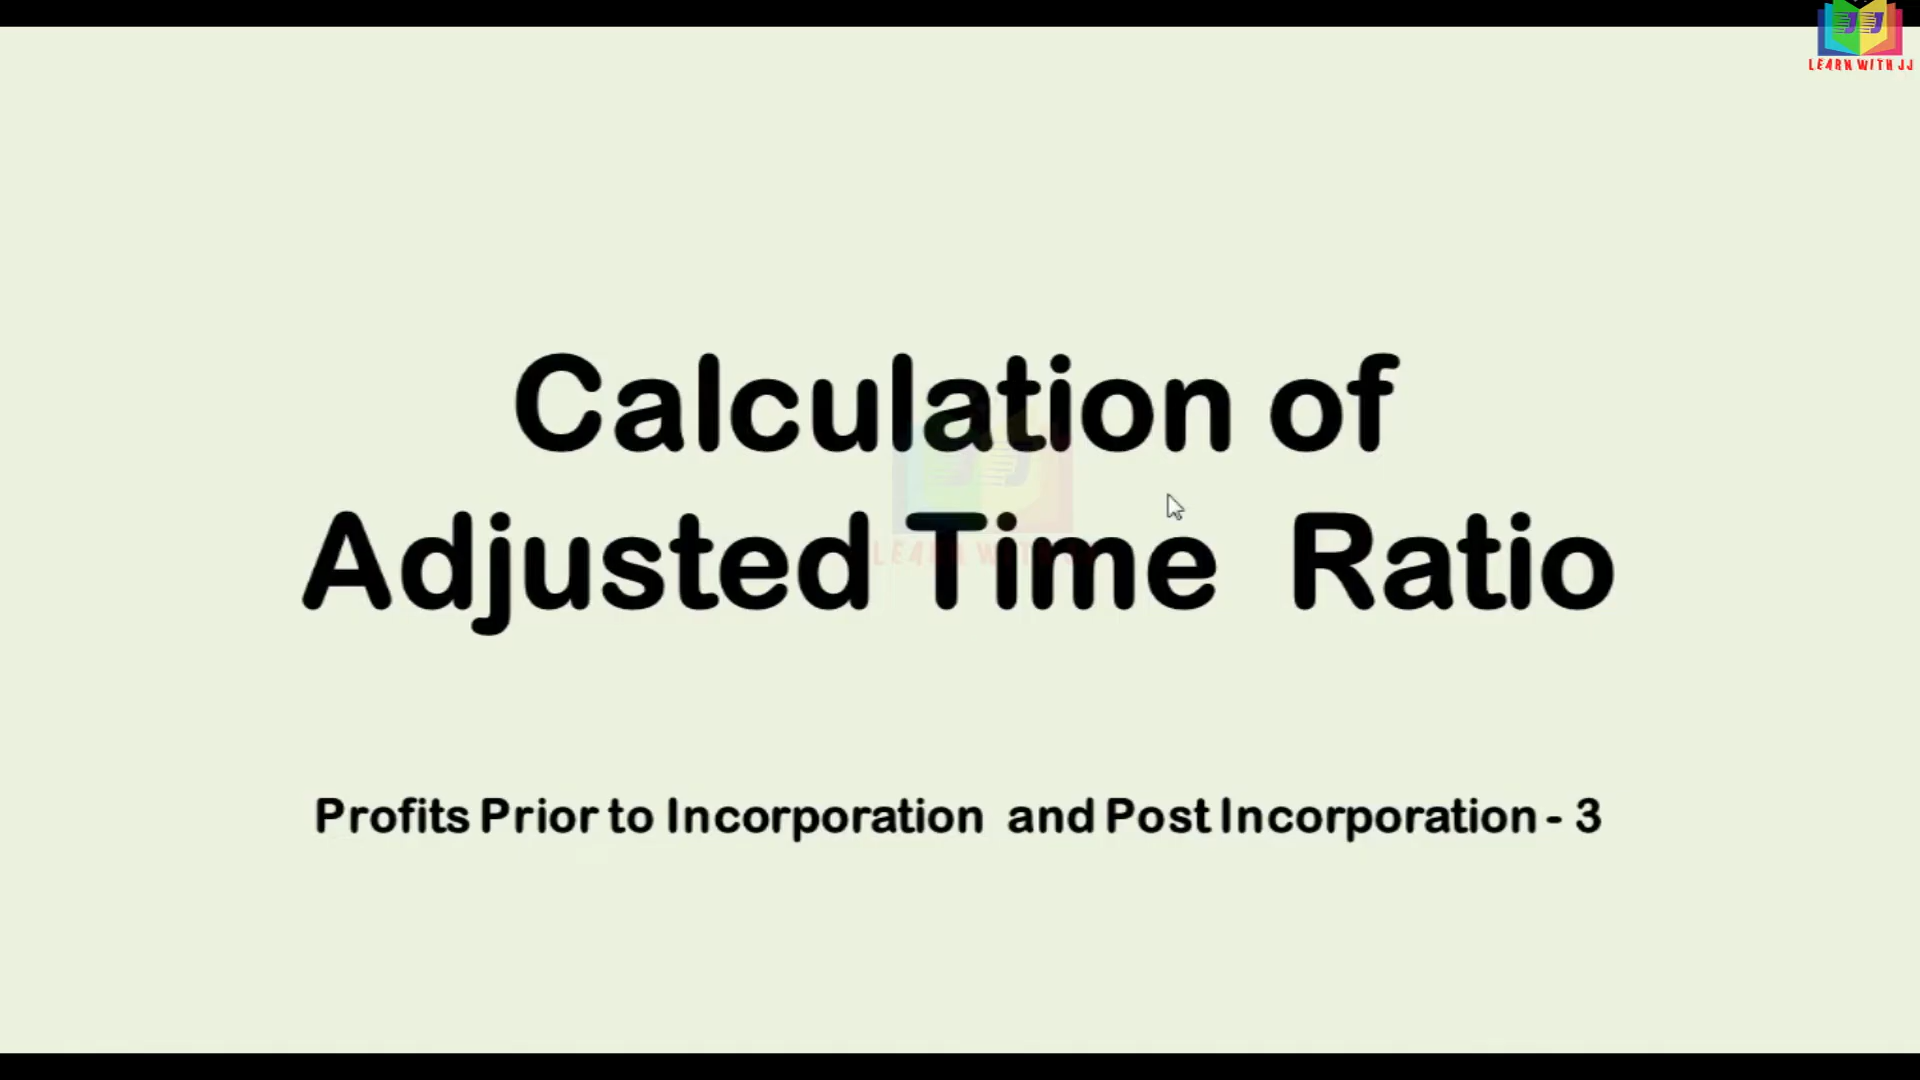 LEARN WITH JJ
Calculation of
Adjusted Time Ratio
Profits Prior to Incorporation and Post Incorporation - 3